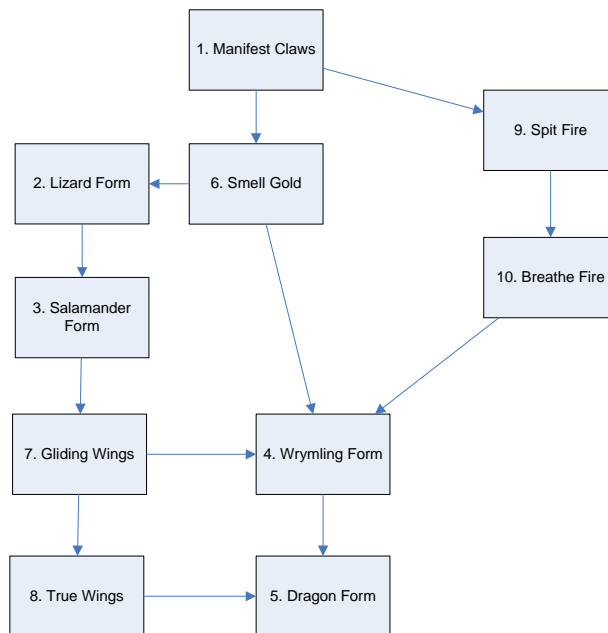 1. Manifest Claws
9. Spit Fire
2. Lizard Form
6. Smell Gold
10. Breathe Fire
3. Salamander
Form
7. Gliding Wings
4. Wrymling Form
8. True Wings
5. Dragon Form